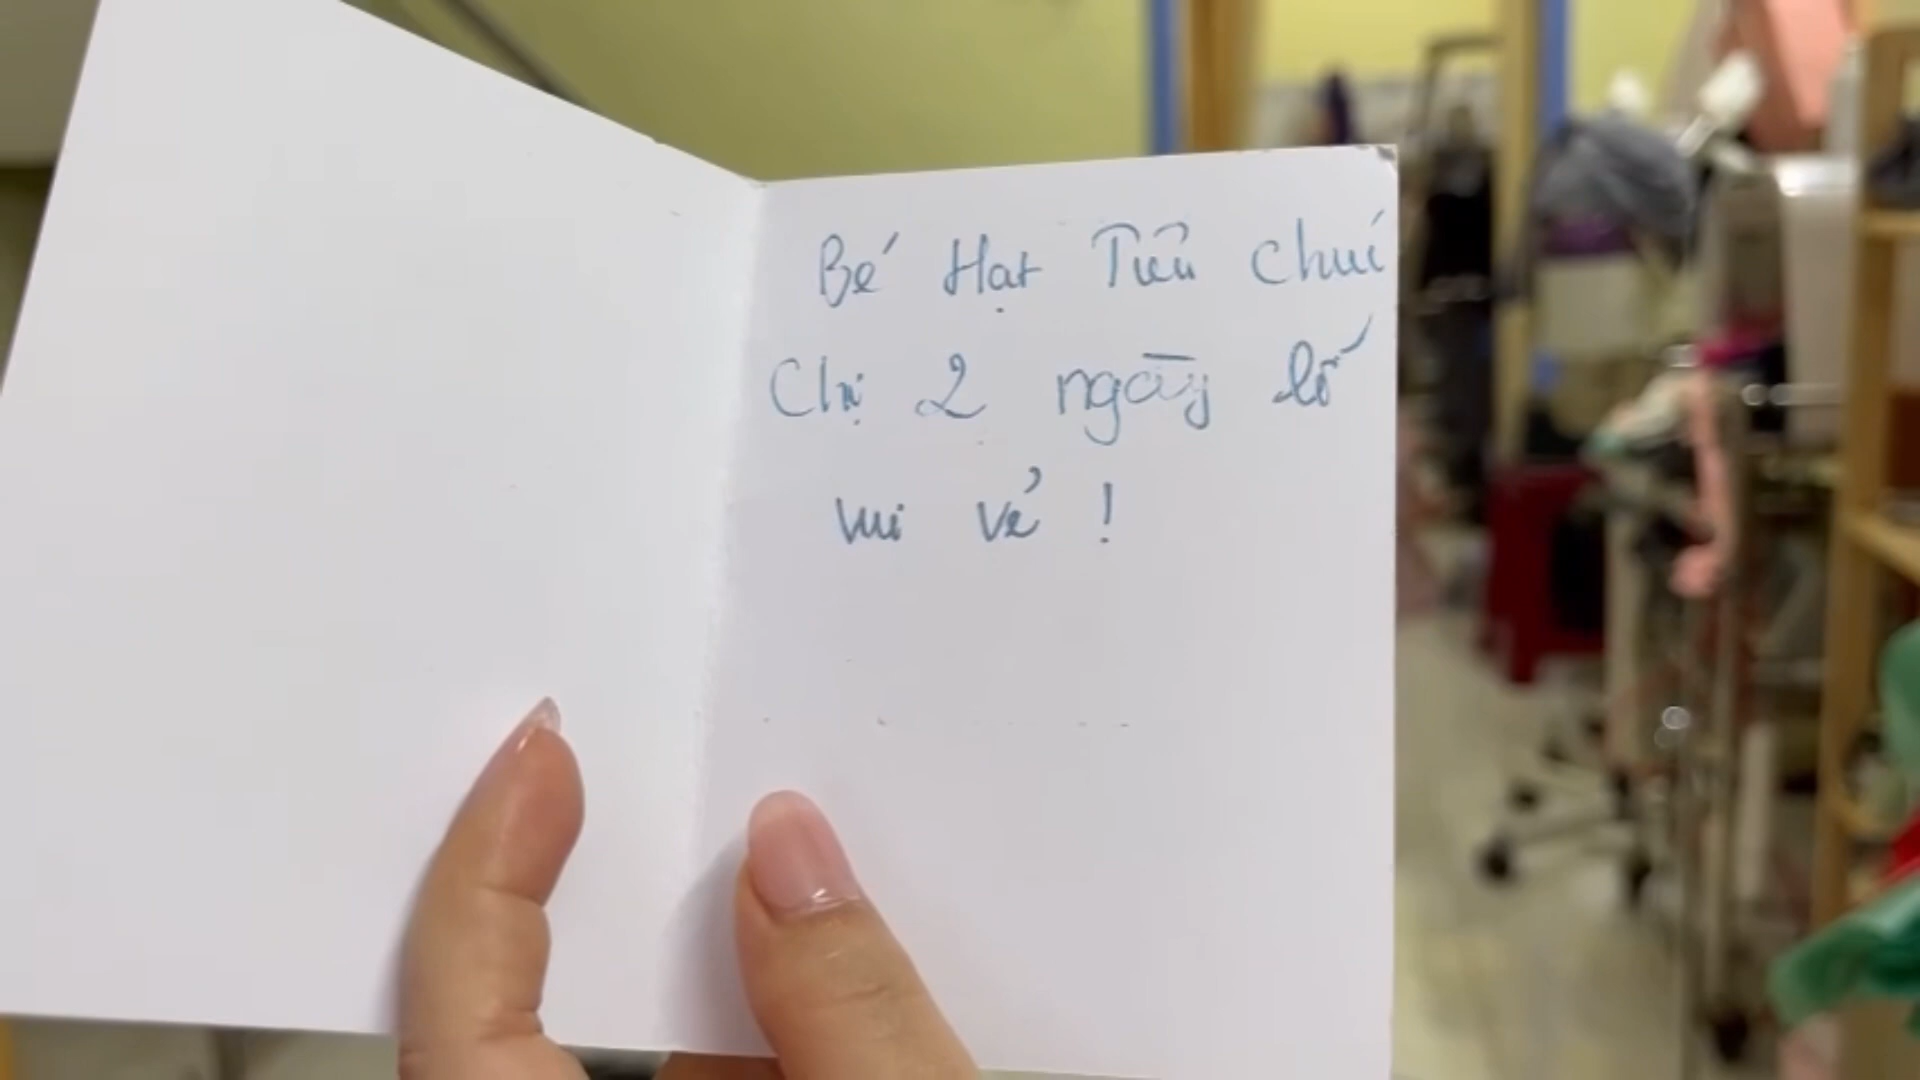 Bé Hạt Tiêu chúc
Chị 2 ngày lễ
vui vẻ !